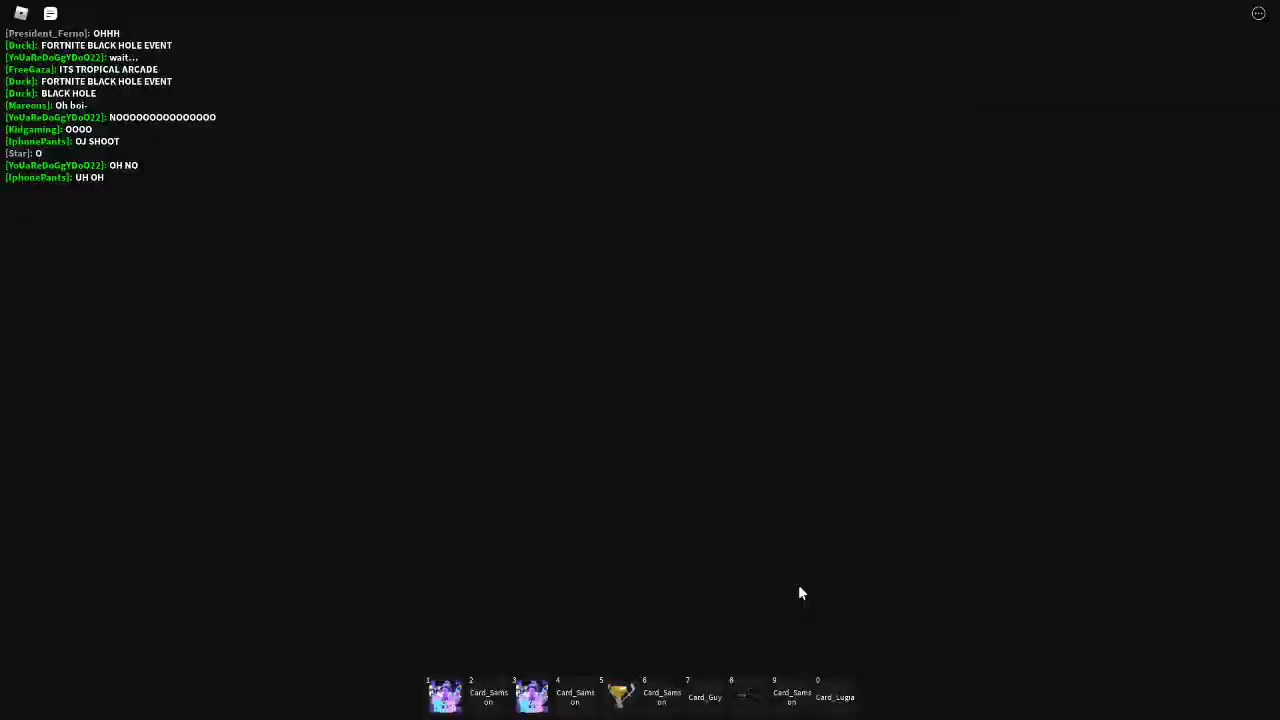 [President_Ferno]: OHHH
[Duck]: FORTNITE BLACK HOLE EVENT
[YoUaReDoGgYDoO22]: wait...
[FreeGaza]: ITS TROPICAL ARCADE
[Duck]: FORTNITE BLACK HOLE EVENT
[Duck]: BLACK HOLE
[Mareous]: Oh boi-
[YoUaReDoGgYDoO22]: NOOOOOOOOOOOOOOO
[Kidgaming]: OOOO
[IphonePants]: OJ SHOOT
[Star]: O
[YoUaReDoGgYDoO22]: OH NO
[IphonePants]: UH OH
1 2 3 4 5 6 7 8 9 0
Card_Sams Card_Sams Card_Sams Card_Guy Card_Sams Card_Lugia
on on on on